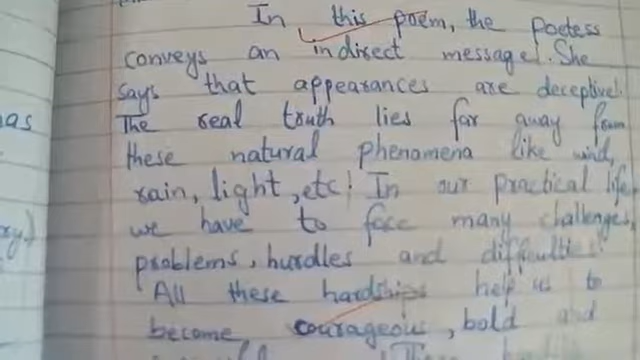 In this poem, the poetess
conveys an indirect message!. She
says that appearances are deceptive!.
as
The real truth lies far away from
these natural phenomena like wind,
rain, light, etc! In our practical life
we have to face many challenges,
problems, hurdles and difficulties!
All these hardships help us to
become courageous, bold and